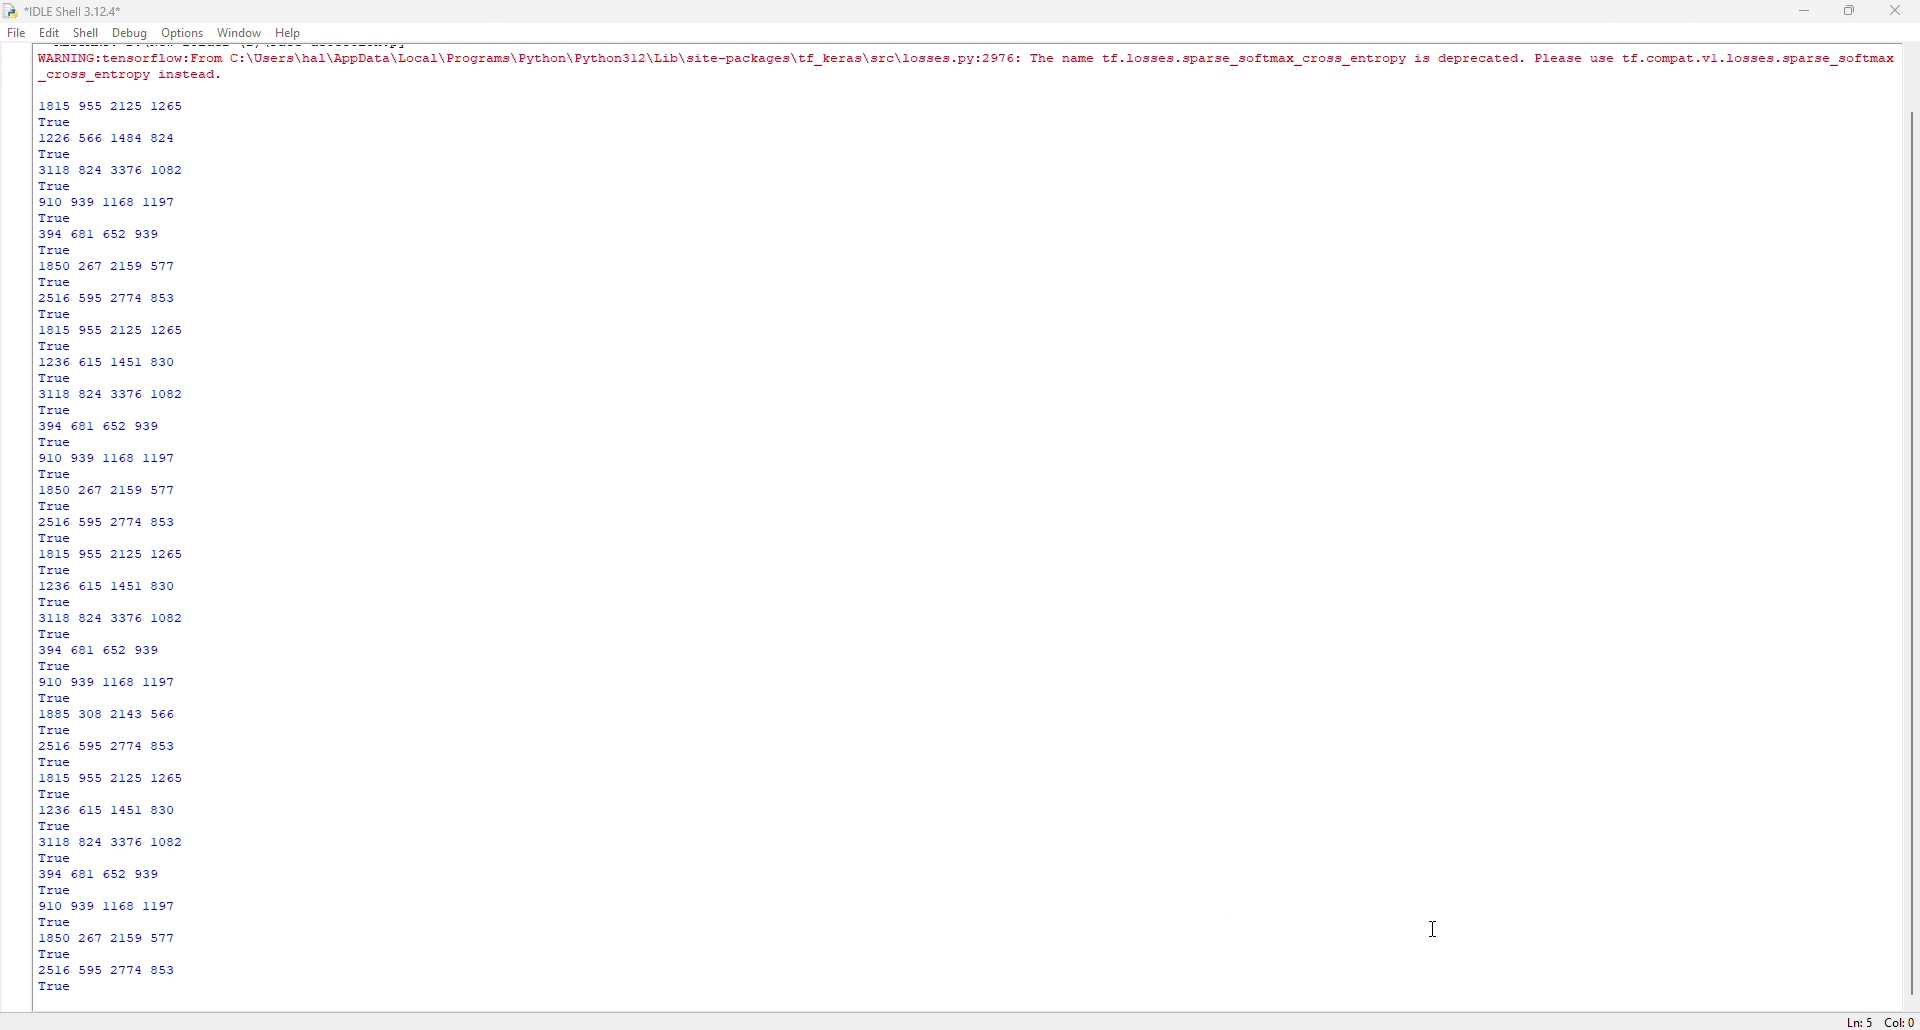 *IDLE Shell 3.12.4*
File Edit Shell Debug Options Window Help
WARNING:tensorflow:From C:\Users\hal\AppData\Local\Programs\Python\Python312\Lib\site-packages\tf_keras\src\losses.py:2976: The name tf.losses.sparse_softmax_cross_entropy is deprecated. Please use tf.compat.v1.losses.sparse_softmax
_cross_entropy instead.
1815 955 2125 1265
True
1226 566 1484 824
True
3118 824 3376 1082
True
910 939 1168 1197
True
394 681 652 939
True
1850 267 2159 577
True
2516 595 2774 853
True
1815 955 2125 1265
True
1236 615 1451 830
True
3118 824 3376 1082
True
394 681 652 939
True
910 939 1168 1197
True
1850 267 2159 577
True
2516 595 2774 853
True
1815 955 2125 1265
True
1236 615 1451 830
True
3118 824 3376 1082
True
394 681 652 939
True
910 939 1168 1197
True
1885 308 2143 566
True
2516 595 2774 853
True
1815 955 2125 1265
True
1236 615 1451 830
True
3118 824 3376 1082
True
394 681 652 939
True
910 939 1168 1197
True
1850 267 2159 577
True
2516 595 2774 853
True
Ln: 5 Col: 0